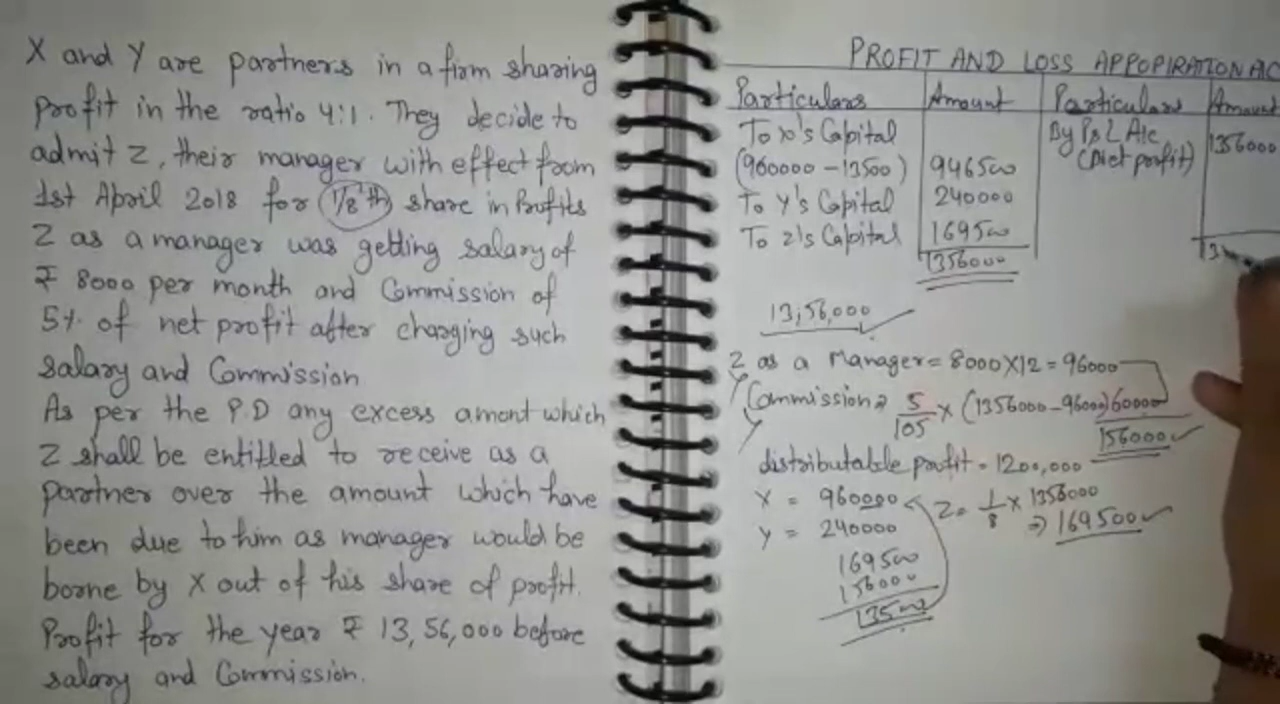 X and Y are partners in a firm sharing
profit in the ratio 4:1. They decide to
admit Z, their manager with effect from
1st April 2018 for (1/8th) share in Profits
Z as a manager was getting salary of
₹ 8000 per month and Commission of
5% of net profit after charging such
salary and Commission
As per the P.D any excess amont which
Z shall be entitled to receive as a
partner over the amount which have
been due to him as manager would be
borne by X out of his share of profit.
Profit for the year ₹ 13,56,000 before
salary and Commission.
PROFIT AND LOSS APPOPIRATION A/C
Particulars Amount Particulars Amount
To X's Capital By P&L A/c 1356000
(960000 - 13500) 946500 (Net profit)
To Y's Capital 240000
To Z's Capital 169500
1356000 13
13,56,000
Z as a Manager = 8000 X 12 = 96000
Commission ⇒ 5/105 X (1356000 - 96000) 60000
156000
distributable profit = 1200,000
X = 960000 Z = 1/8 X 1356000
Y = 240000 ⇒ 169500
169500
156000
13500